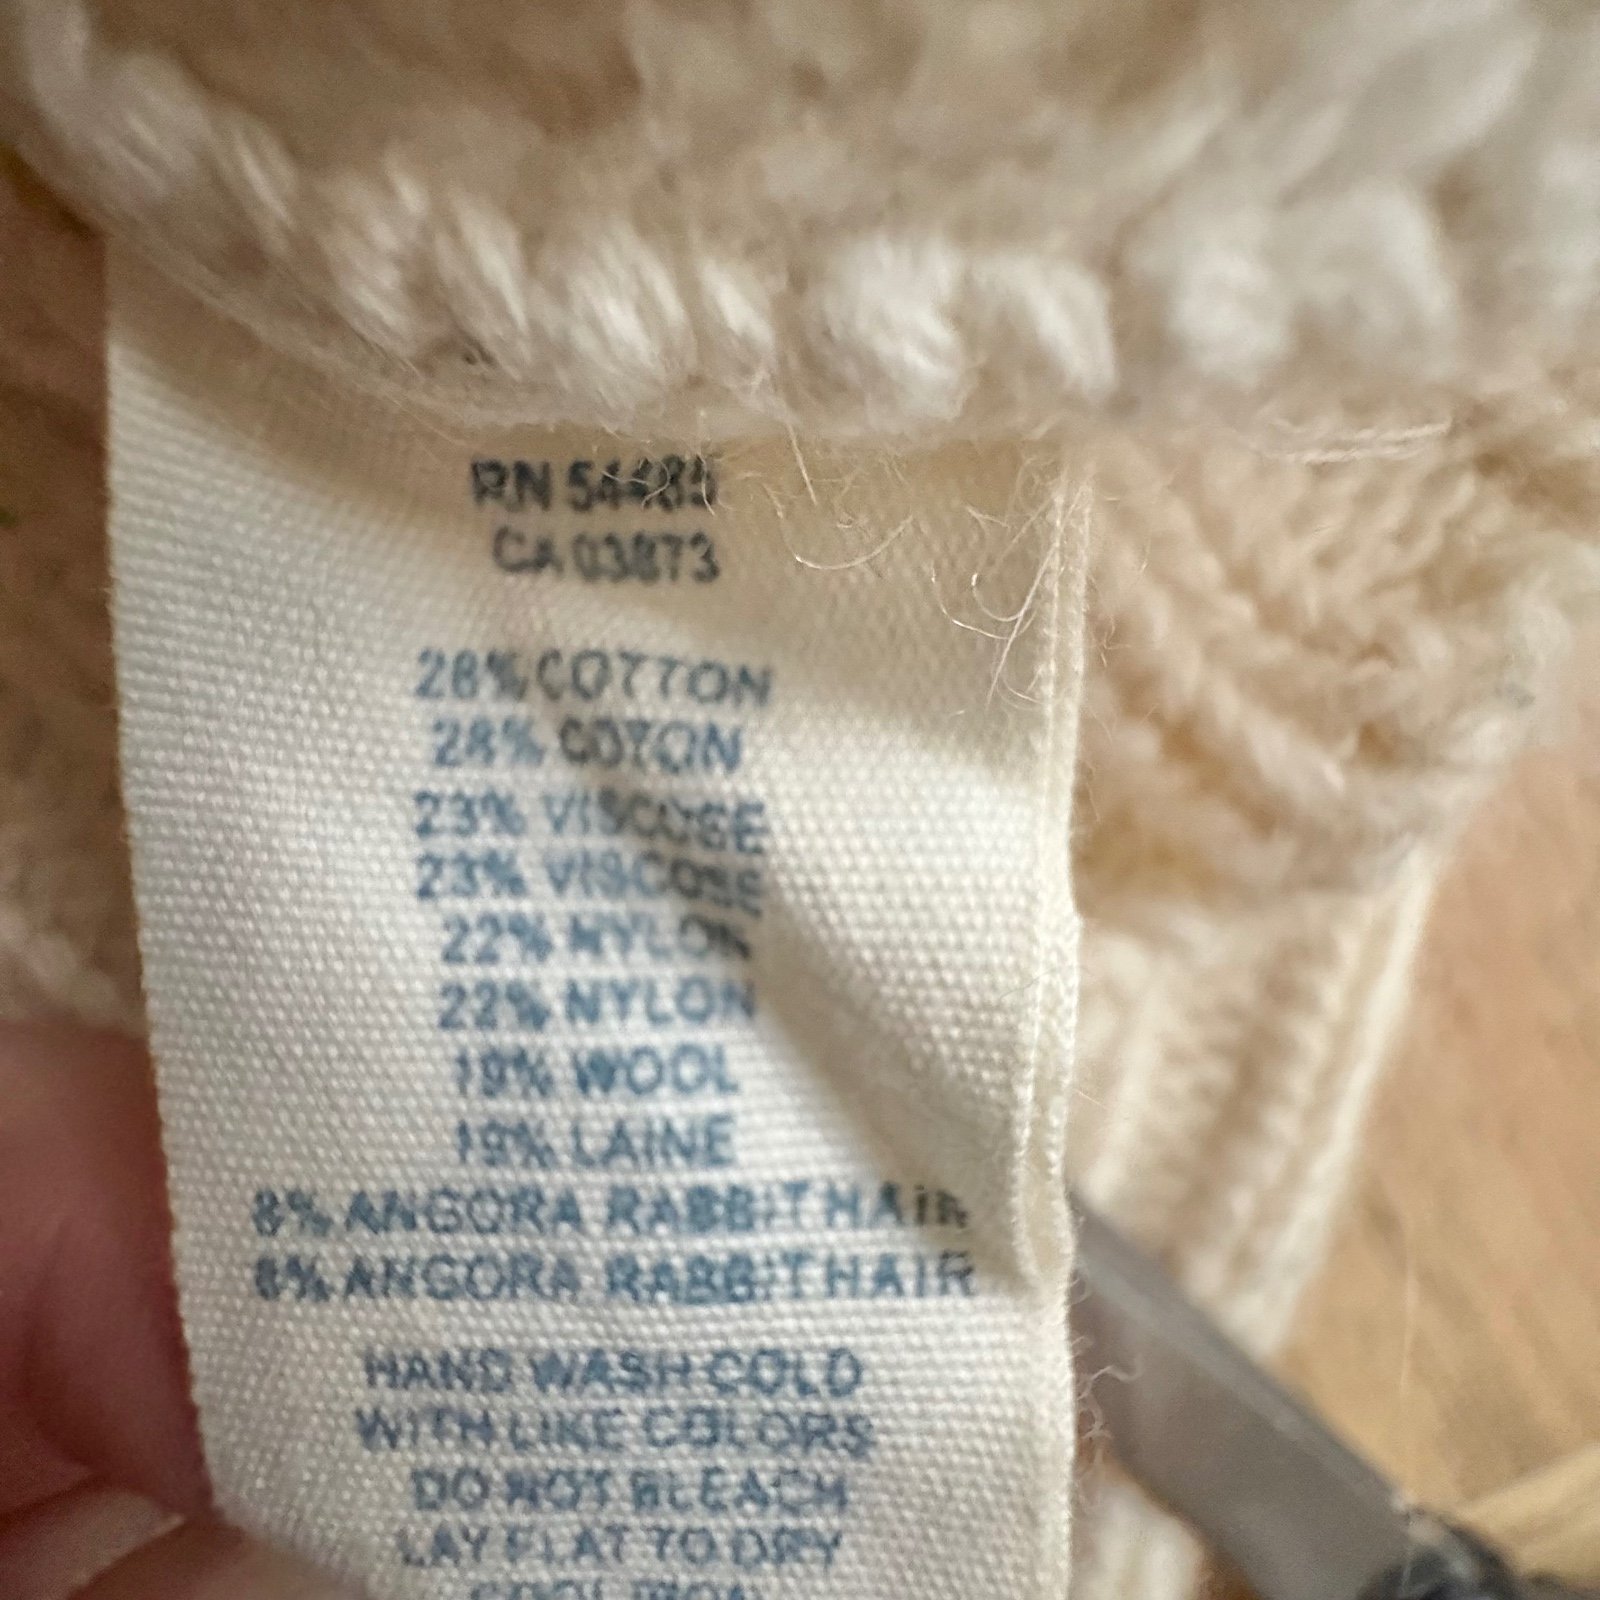 RN 54485
CA 03873
28% COTTON
28% COTON
23% VISCOSE
23% VISCOSE
22% NYLON
22% NYLON
19% WOOL
19% LAINE
8% ANGORA RABBIT HAIR
8% ANGORA RABBIT HAIR
HAND WASH COLD
WITH LIKE COLORS
DO NOT BLEACH
LAY FLAT TO DRY
COOL IRON